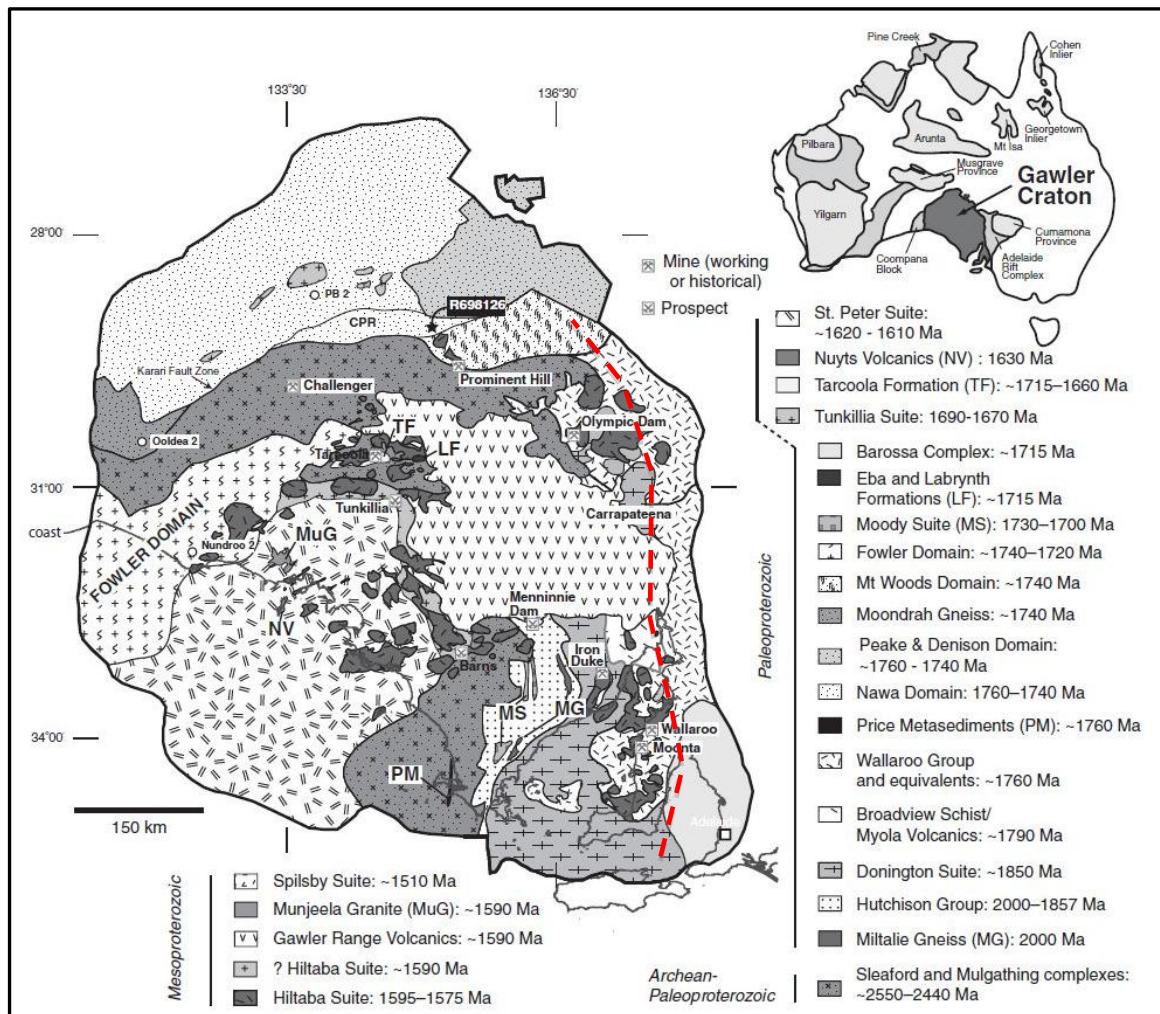 133°30'
136°30'
28°00'
31°00'
34°00'
coast
150 km
PB 2
CPR
R698126
Karari Fault Zone
Challenger
Prominent Hill
Ooldea 2
Olympic Dam
TF
LF
Tarcoola
Tunkillia
Carrapateena
FOWLER DOMAIN
Nundroo 2
MuG
NV
Menninnie
Dam
Iron
Duke
Barns
MS
MG
Wallaroo
Moonta
PM
Adelaide
Mine (working
or historical)
Prospect
Pine Creek
Cohen
Inlier
Georgetown
Inlier
Mt Isa
Arunta
Pilbara
Musgrave
Province
Yilgarn
Gawler
Craton
Curnamona
Province
Coompana
Block
Adelaide
Rift
Complex
St. Peter Suite:
~1620 - 1610 Ma
Nuyts Volcanics (NV) : 1630 Ma
Tarcoola Formation (TF): ~1715–1660 Ma
Tunkillia Suite: 1690-1670 Ma
Paleoproterozoic
Barossa Complex: ~1715 Ma
Eba and Labrynth
Formations (LF): ~1715 Ma
Moody Suite (MS): 1730–1700 Ma
Fowler Domain: ~1740–1720 Ma
Mt Woods Domain: ~1740 Ma
Moondrah Gneiss: ~1740 Ma
Peake & Denison Domain:
~1760 - 1740 Ma
Nawa Domain: 1760–1740 Ma
Price Metasediments (PM): ~1760 Ma
Wallaroo Group
and equivalents: ~1760 Ma
Broadview Schist/
Myola Volcanics: ~1790 Ma
Donington Suite: ~1850 Ma
Hutchison Group: 2000–1857 Ma
Miltalie Gneiss (MG): 2000 Ma
Archean-
Paleoproterozoic
Sleaford and Mulgathing complexes:
~2550–2440 Ma
Mesoproterozoic
Spilsby Suite: ~1510 Ma
Munjeela Granite (MuG): ~1590 Ma
Gawler Range Volcanics: ~1590 Ma
? Hiltaba Suite: ~1590 Ma
Hiltaba Suite: 1595–1575 Ma